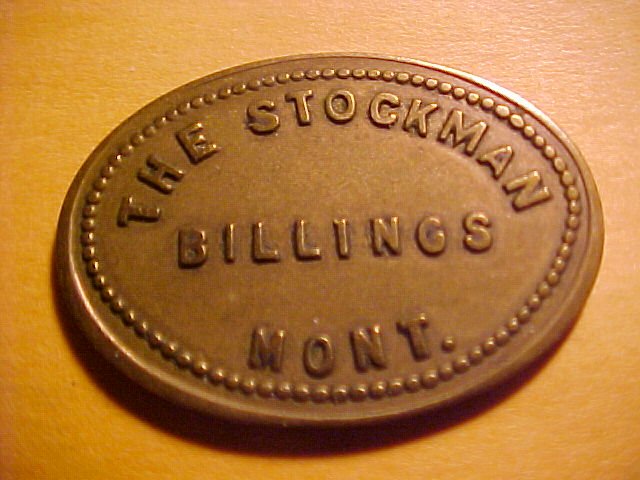 THE STOCKMAN
BILLINGS
MONT.